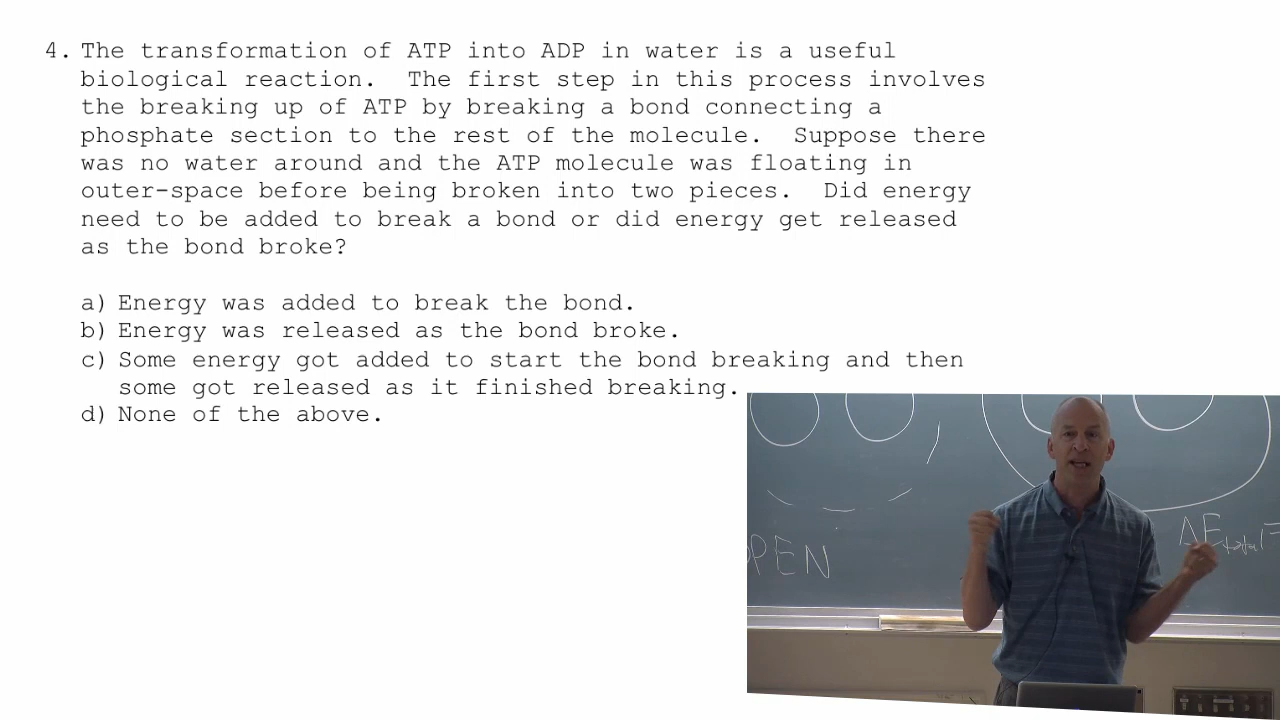 4. The transformation of ATP into ADP in water is a useful
biological reaction. The first step in this process involves
the breaking up of ATP by breaking a bond connecting a
phosphate section to the rest of the molecule. Suppose there
was no water around and the ATP molecule was floating in
outer-space before being broken into two pieces. Did energy
need to be added to break a bond or did energy get released
as the bond broke?
a) Energy was added to break the bond.
b) Energy was released as the bond broke.
c) Some energy got added to start the bond breaking and then
some got released as it finished breaking.
d) None of the above.
PEN
ΔE